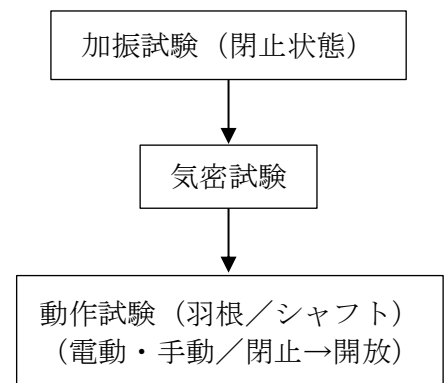 加振試験（閉止状態）
気密試験
動作試験（羽根／シャフト）
（電動・手動／閉止→開放）